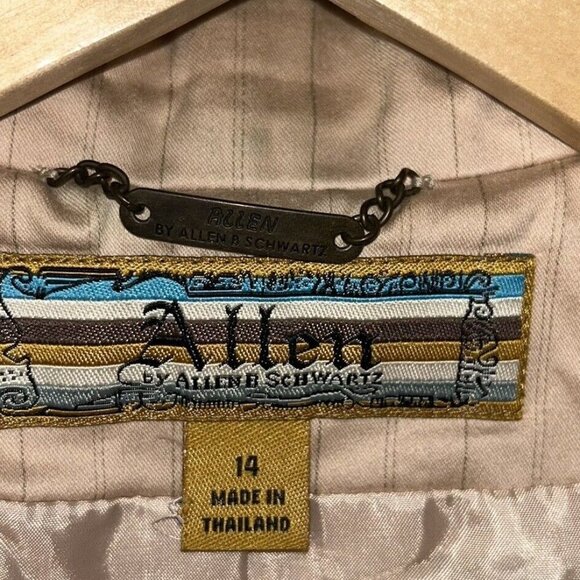 ALLEN
BY ALLEN B SCHWARTZ
Allen
BY ALLEN B SCHWARTZ
14
MADE IN
THAILAND